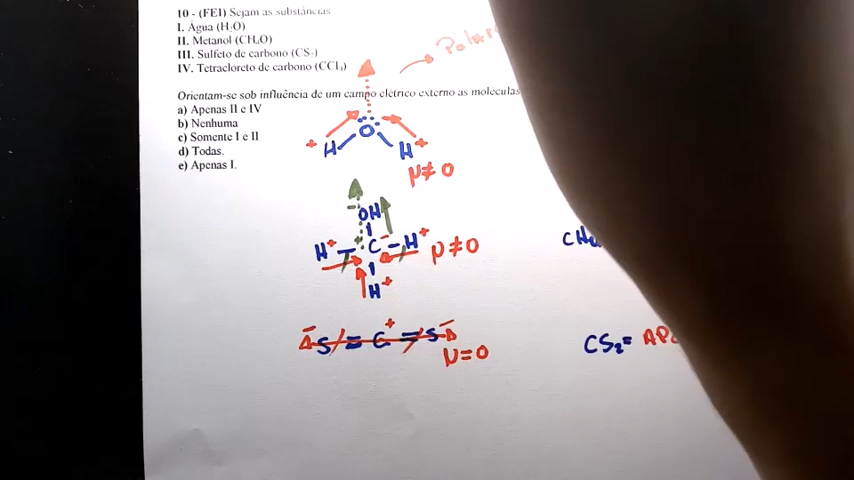 10 - (FEI) Sejam as substâncias
I. Água (H2O)
II. Metanol (CH4O)
III. Sulfeto de carbono (CS2)
IV. Tetracloreto de carbono (CCl4)
Orientam-se sob influência de um campo elétrico externo as moléculas
a) Apenas II e IV
b) Nenhuma
c) Somente I e II
d) Todas.
e) Apenas I.
+ H O H +
μ≠0
OH
H+ - C - H+ μ≠0
H+
S = C = S
μ=0
CS2=